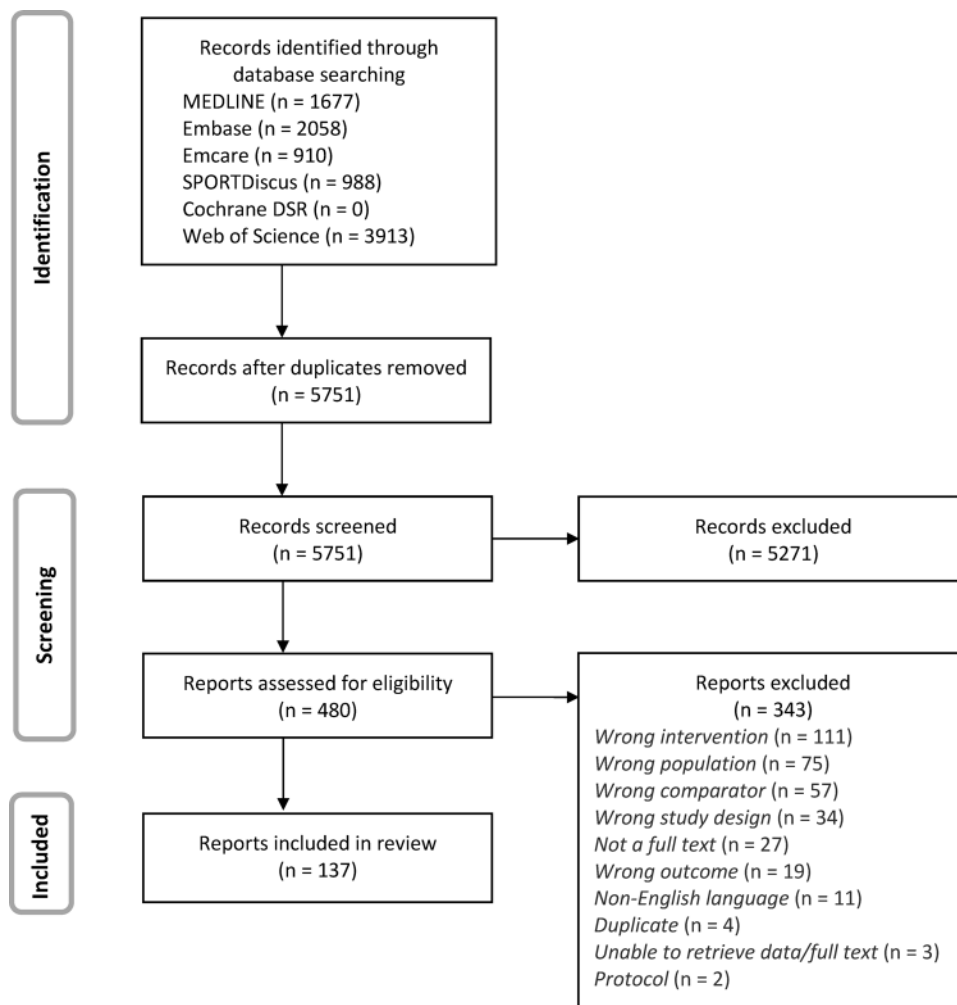 Identification
Records identified through
database searching
MEDLINE (n = 1677)
Embase (n = 2058)
Emcare (n = 910)
SPORTDiscus (n = 988)
Cochrane DSR (n = 0)
Web of Science (n = 3913)
Records after duplicates removed
(n = 5751)
Screening
Records screened
(n = 5751)
Records excluded
(n = 5271)
Reports assessed for eligibility
(n = 480)
Reports excluded
(n = 343)
Wrong intervention (n = 111)
Wrong population (n = 75)
Wrong comparator (n = 57)
Wrong study design (n = 34)
Not a full text (n = 27)
Wrong outcome (n = 19)
Non-English language (n = 11)
Duplicate (n = 4)
Unable to retrieve data/full text (n = 3)
Protocol (n = 2)
Included
Reports included in review
(n = 137)